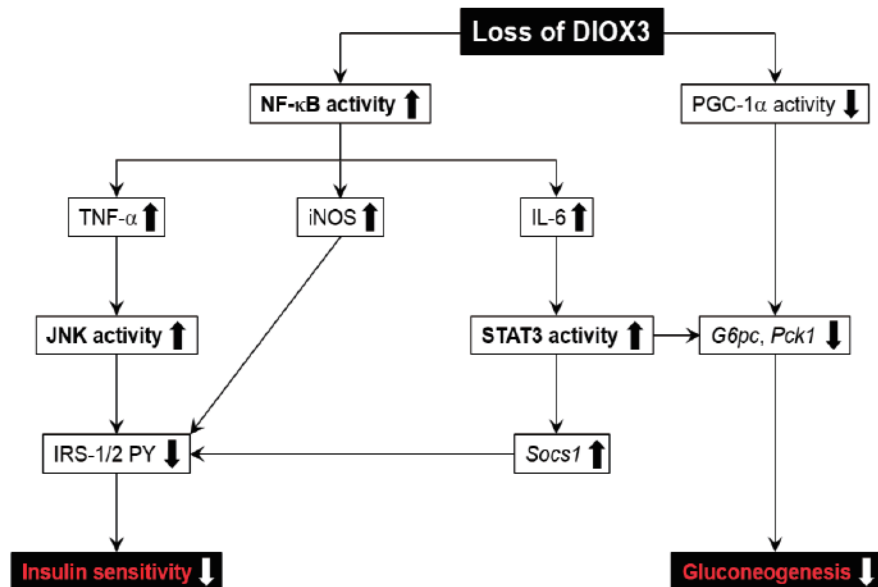 Loss of DIOX3
NF-κB activity
PGC-1α activity
TNF-α
iNOS
IL-6
JNK activity
STAT3 activity
G6pc, Pck1
IRS-1/2 PY
Socs1
Insulin sensitivity
Gluconeogenesis